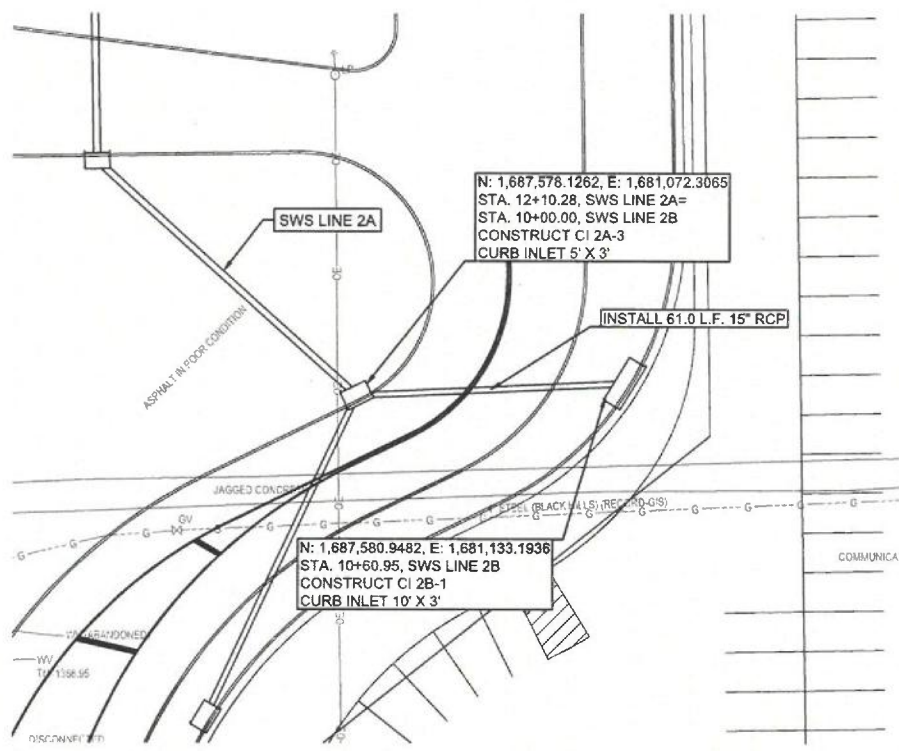 LP
N: 1,687,578.1262, E: 1,681,072.3065
STA. 12+10.28, SWS LINE 2A=
STA. 10+00.00, SWS LINE 2B
CONSTRUCT CI 2A-3
CURB INLET 5' X 3'
SWS LINE 2A
OE
INSTALL 61.0 L.F. 15" RCP
ASPHALT IN POOR CONDITION
JAGGED
OE
STEEL (BLACK HILLS) (RECORD-GIS)
GV
G G G G G G G G G
N: 1,687,580.9482, E: 1,681,133.1936
STA. 10+60.95, SWS LINE 2B
CONSTRUCT CI 2B-1
CURB INLET 10' X 3'
COMMUNICA
OE
(ABANDONED)
WV
DISCONNECTED